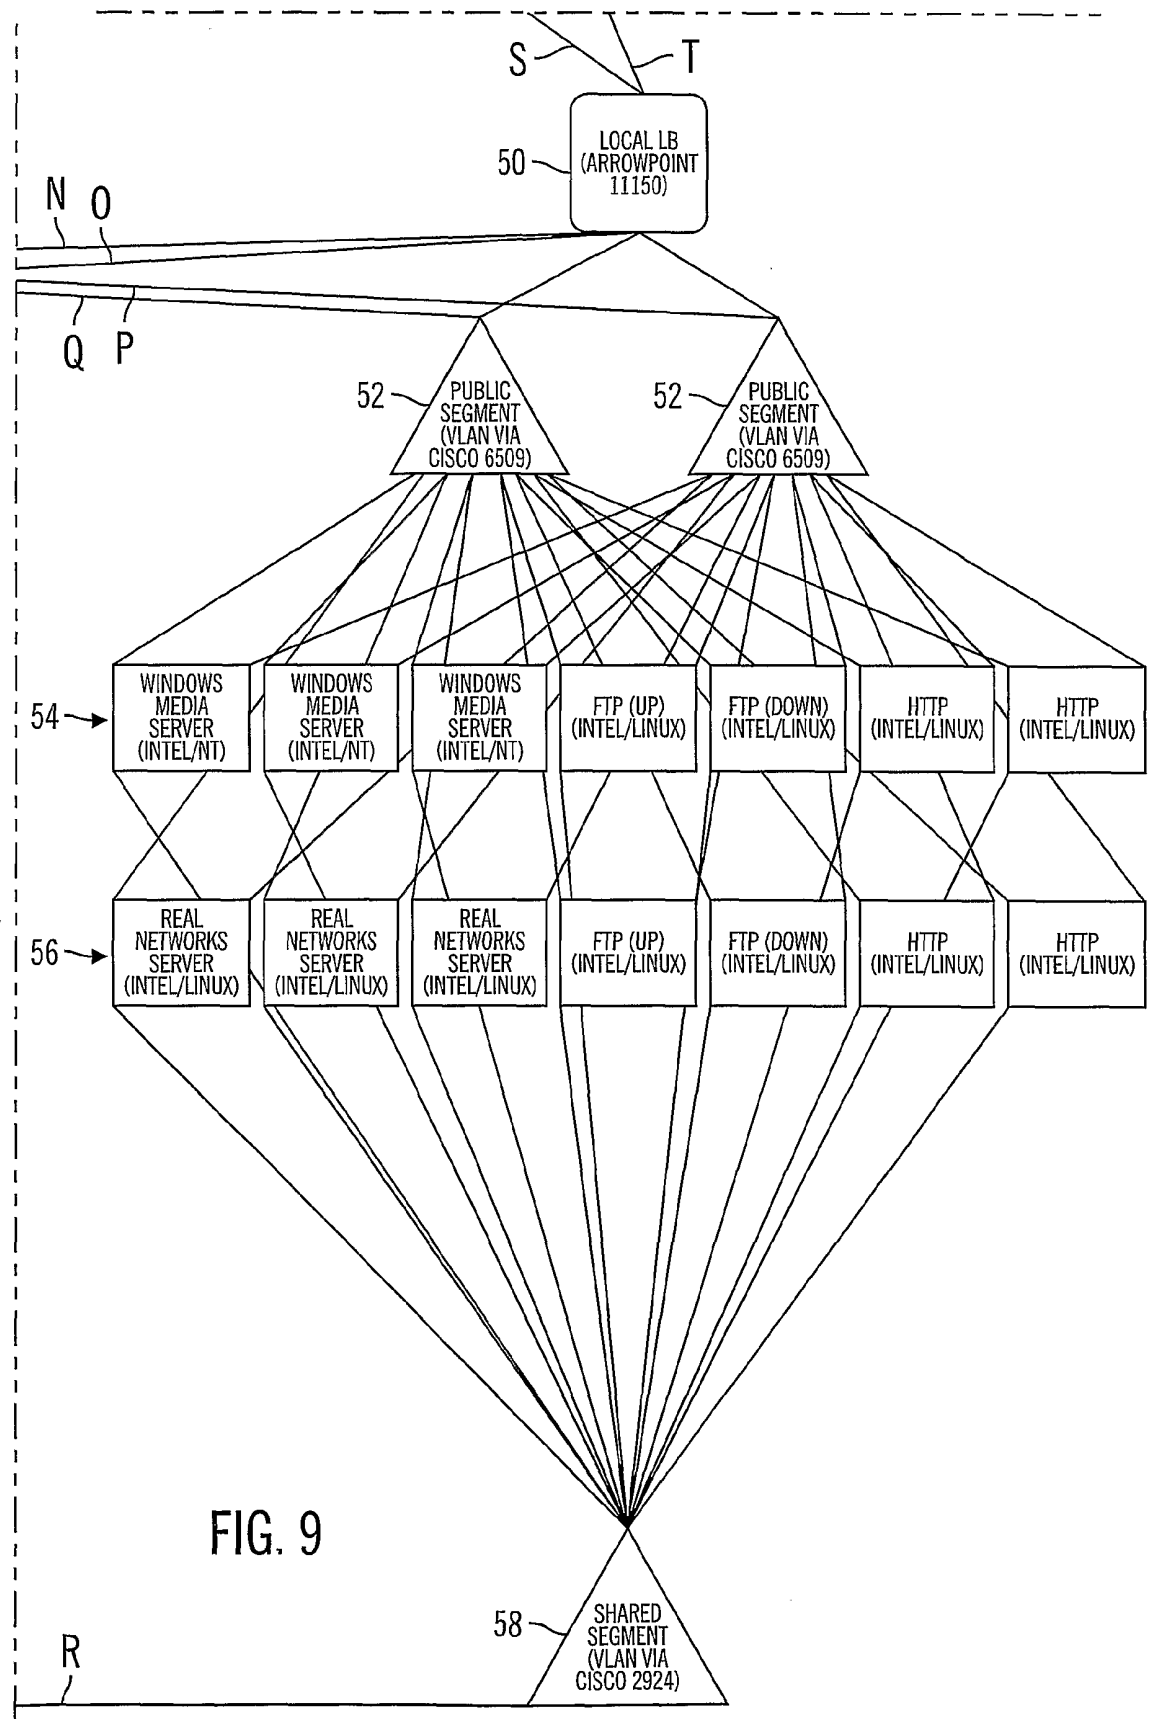 S
T
LOCAL LB
(ARROWPOINT
11150)
50
N
O
Q
P
52
PUBLIC
SEGMENT
(VLAN VIA
CISCO 6509)
52
PUBLIC
SEGMENT
(VLAN VIA
CISCO 6509)
54
WINDOWS
MEDIA
SERVER
(INTEL/NT)
WINDOWS
MEDIA
SERVER
(INTEL/NT)
WINDOWS
MEDIA
SERVER
(INTEL/NT)
FTP (UP)
(INTEL/LINUX)
FTP (DOWN)
(INTEL/LINUX)
HTTP
(INTEL/LINUX)
HTTP
(INTEL/LINUX)
56
REAL
NETWORKS
SERVER
(INTEL/LINUX)
REAL
NETWORKS
SERVER
(INTEL/LINUX)
REAL
NETWORKS
SERVER
(INTEL/LINUX)
FTP (UP)
(INTEL/LINUX)
FTP (DOWN)
(INTEL/LINUX)
HTTP
(INTEL/LINUX)
HTTP
(INTEL/LINUX)
FIG. 9
58
SHARED
SEGMENT
(VLAN VIA
CISCO 2924)
R